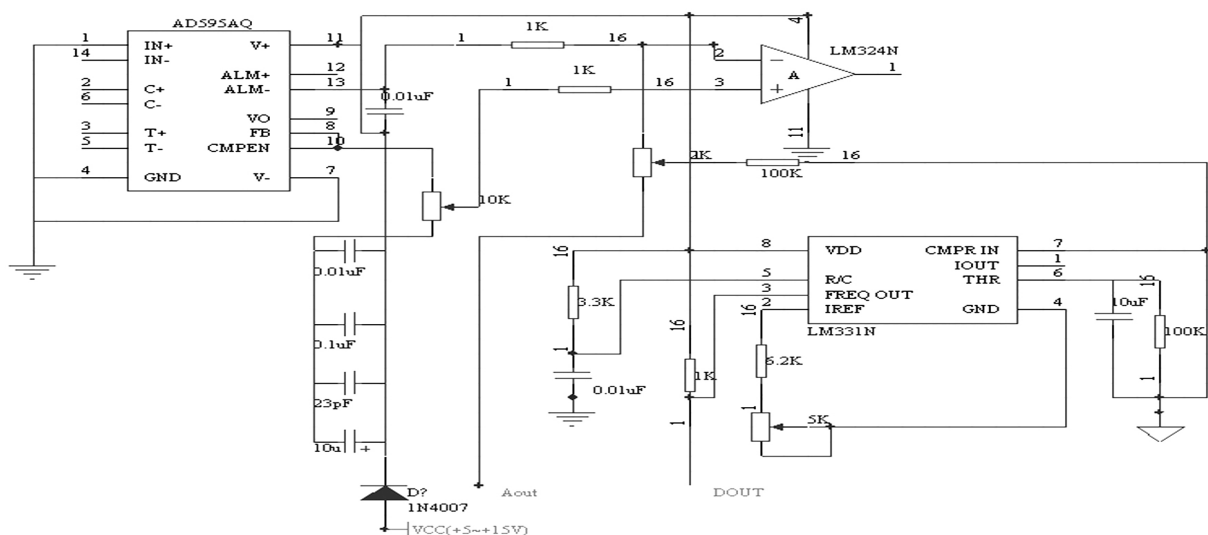 AD595AQ
1 IN+ V+ 11
14 IN-
ALM+ 12
2 C+ ALM- 13
6 C-
VO 9
3 T+ FB 8
5 T- CMPEN 10
4 GND V- 7
0.01uF
1 1K 16
1 1K 16
2
3
4
A
LM324N
1
11
100K
16
10K
0.01uF
0.1uF
23pF
10u +
D?
1N4007
VCC(+5~+15V)
Aout
DOUT
16
3.3K
1
0.01uF
16
1K
1
8 VDD CMPR IN 7
IOUT 1
5 R/C THR 6
3 FREQ OUT
2 IREF GND 4
LM331N
16
6.2K
1
5K
10uF
16
100K
1